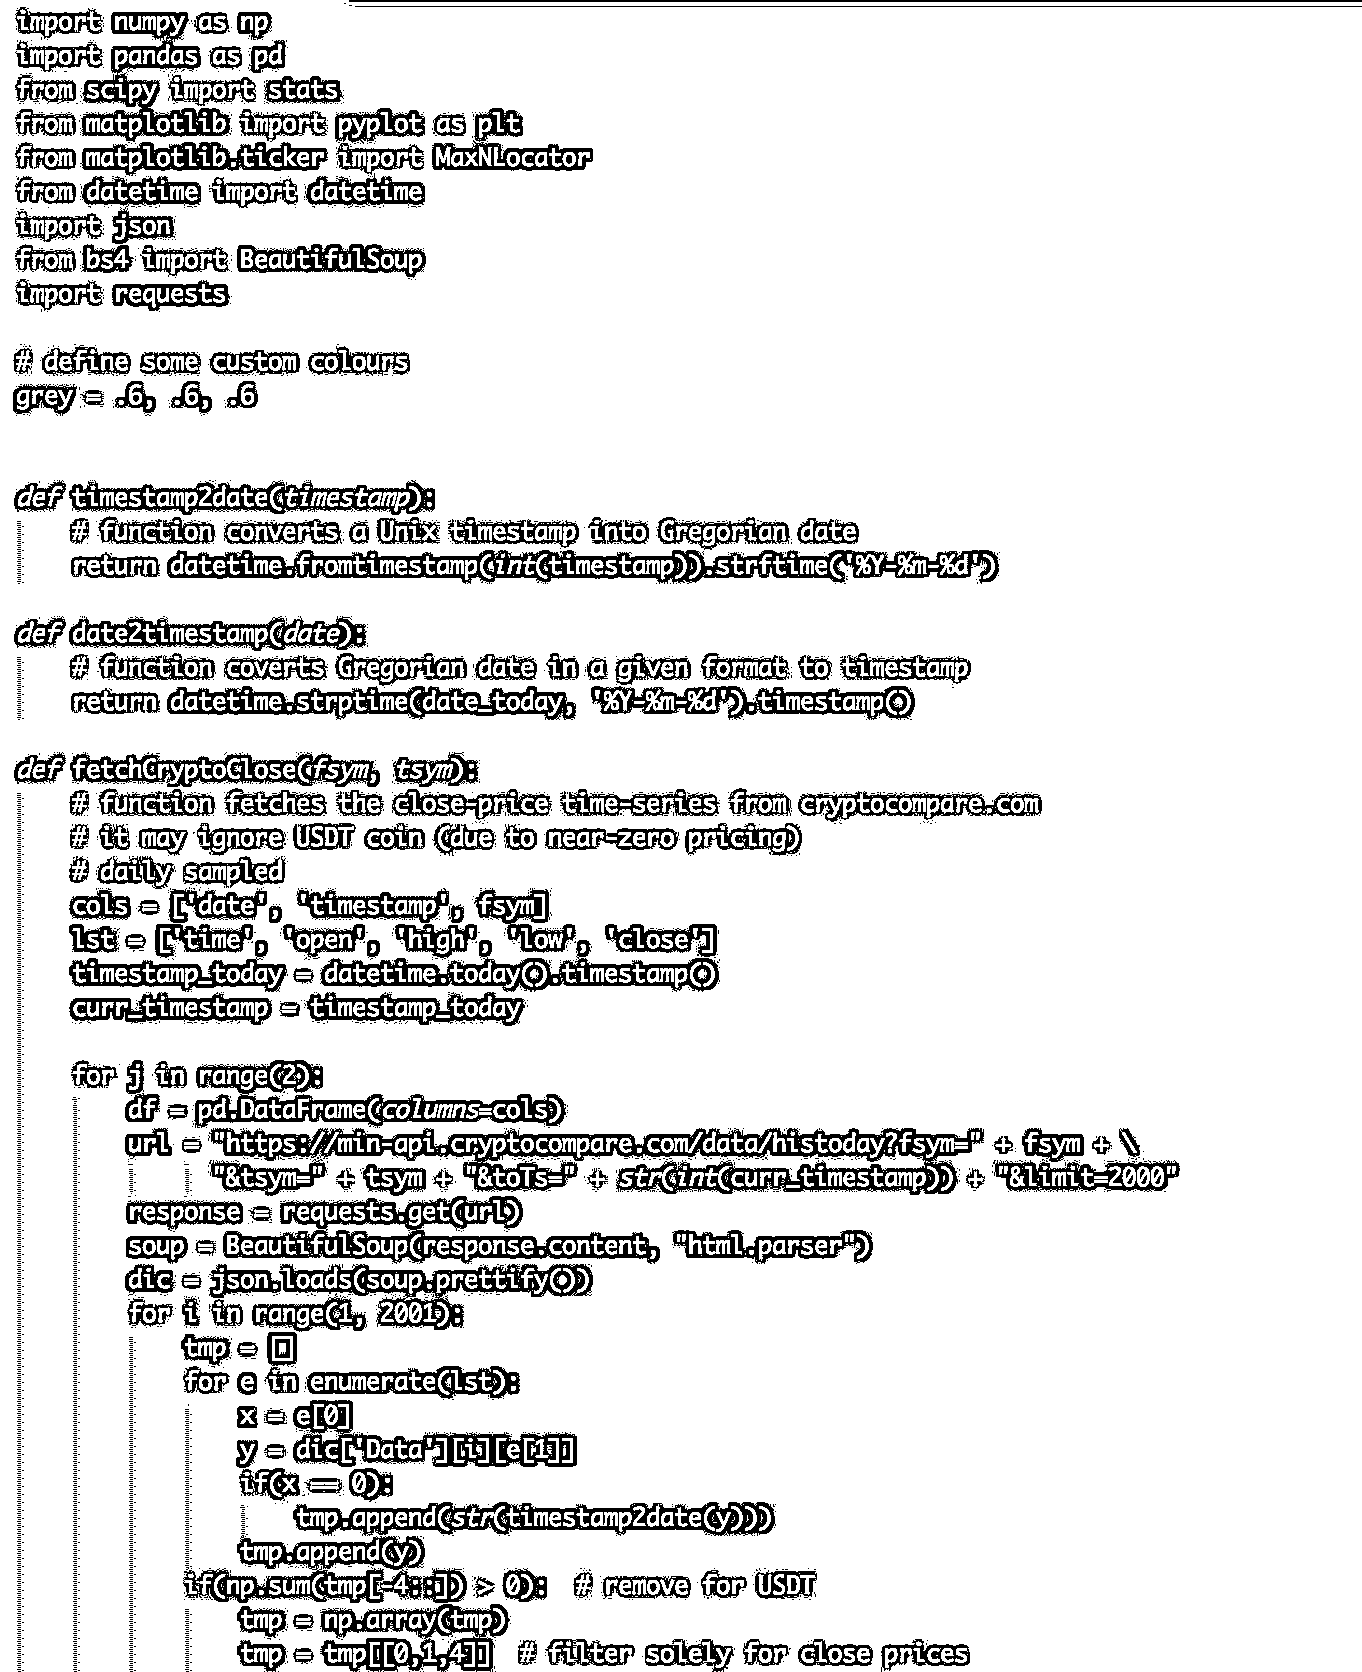 import numpy as np
import pandas as pd
from scipy import stats
from matplotlib import pyplot as plt
from matplotlib.ticker import MaxNLocator
from datetime import datetime
import json
from bs4 import BeautifulSoup
import requests

# define some custom colours
grey = .6, .6, .6


def timestamp2date(timestamp):
    # function converts a Unix timestamp into Gregorian date
    return datetime.fromtimestamp(int(timestamp)).strftime('%Y-%m-%d')

def date2timestamp(date):
    # function coverts Gregorian date in a given format to timestamp
    return datetime.strptime(date_today, '%Y-%m-%d').timestamp()

def fetchCryptoClose(fsym, tsym):
    # function fetches the close-price time-series from cryptocompare.com
    # it may ignore USDT coin (due to near-zero pricing)
    # daily sampled
    cols = ['date', 'timestamp', fsym]
    lst = ['time', 'open', 'high', 'low', 'close']
    timestamp_today = datetime.today().timestamp()
    curr_timestamp = timestamp_today

    for j in range(2):
        df = pd.DataFrame(columns=cols)
        url = "https://min-api.cryptocompare.com/data/histoday?fsym=" + fsym + \
              "&tsym=" + tsym + "&toTs=" + str(int(curr_timestamp)) + "&limit=2000"
        response = requests.get(url)
        soup = BeautifulSoup(response.content, "html.parser")
        dic = json.loads(soup.prettify())
        for i in range(1, 2001):
            tmp = []
            for e in enumerate(lst):
                x = e[0]
                y = dic['Data'][i][e[1]]
                if(x == 0):
                    tmp.append(str(timestamp2date(y)))
                tmp.append(y)
            if(np.sum(tmp[-4::]) > 0):  # remove for USDT
                tmp = np.array(tmp)
                tmp = tmp[[0,1,4]]  # filter solely for close prices